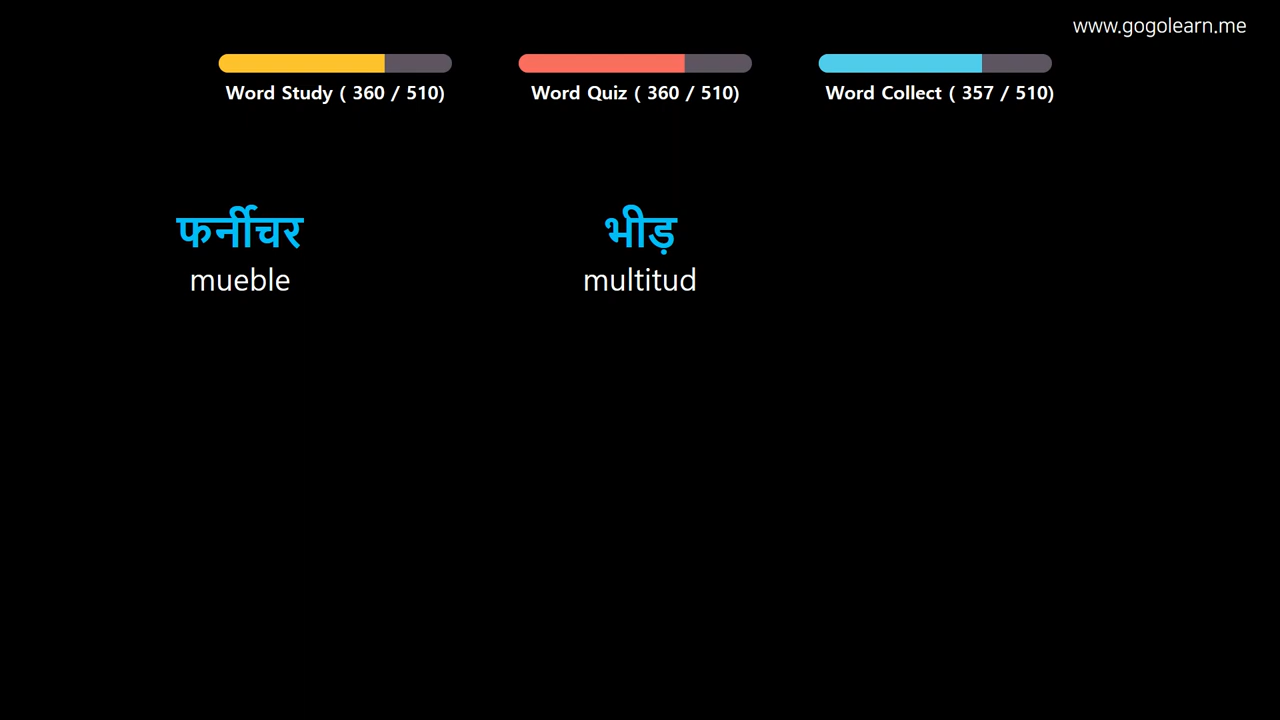 www.gogolearn.me
Word Study ( 360 / 510)
Word Quiz ( 360 / 510)
Word Collect ( 357 / 510)
फर्नीचर
mueble
भीड़
multitud